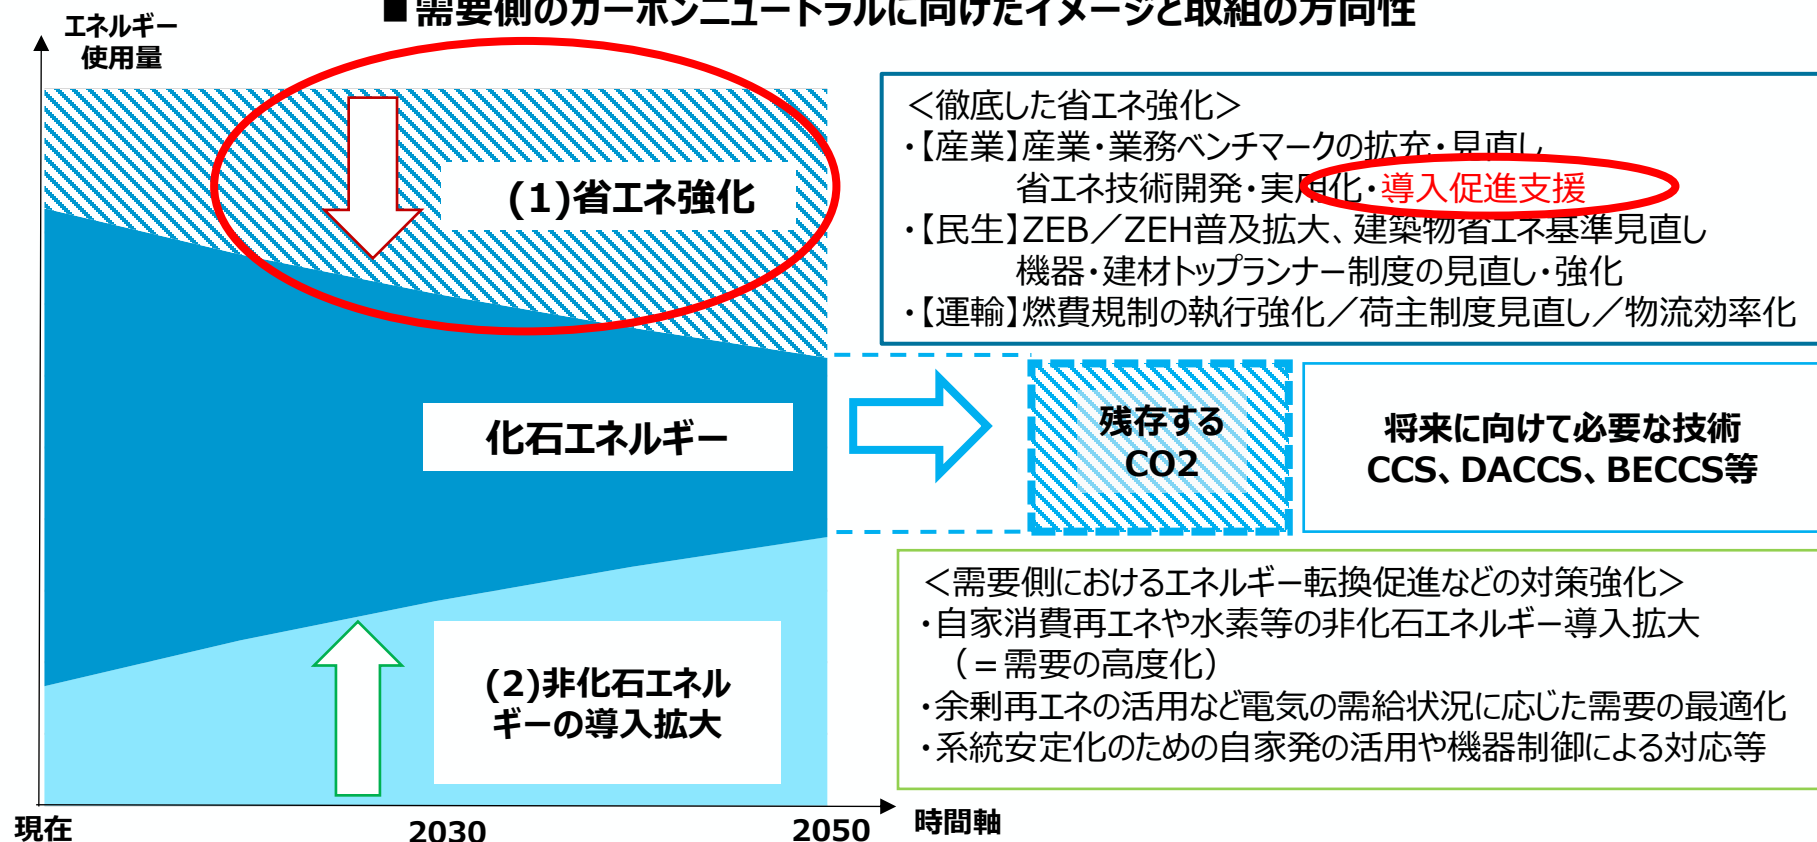 ■需要側のカーボンニュートラルに向けたイメージと取組の方向性
エネルギー
使用量
(1)省エネ強化
化石エネルギー
(2)非化石エネル
ギーの導入拡大
現在
2030
2050
時間軸
＜徹底した省エネ強化＞
・【産業】産業・業務ベンチマークの拡充・見直し
省エネ技術開発・実用化・導入促進支援
・【民生】ZEB／ZEH普及拡大、建築物省エネ基準見直し
機器・建材トップランナー制度の見直し・強化
・【運輸】燃費規制の執行強化／荷主制度見直し／物流効率化
残存する
CO2
将来に向けて必要な技術
CCS、DACCS、BECCS等
＜需要側におけるエネルギー転換促進などの対策強化＞
・自家消費再エネや水素等の非化石エネルギー導入拡大
（＝需要の高度化）
・余剰再エネの活用など電気の需給状況に応じた需要の最適化
・系統安定化のための自家発の活用や機器制御による対応等